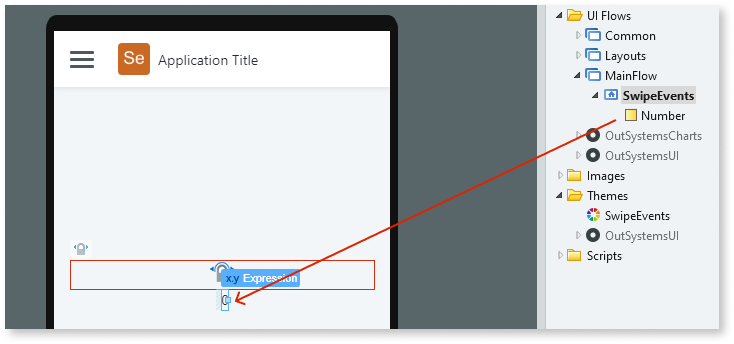 Se
Application Title
x.y Expression
0
UI Flows
Common
Layouts
MainFlow
SwipeEvents
Number
OutSystemsCharts
OutSystemsUI
Images
Themes
SwipeEvents
OutSystemsUI
Scripts